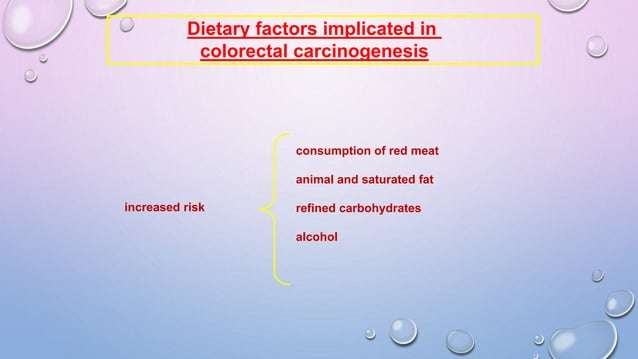 Dietary factors implicated in
colorectal carcinogenesis
consumption of red meat
animal and saturated fat
increased risk
refined carbohydrates
alcohol